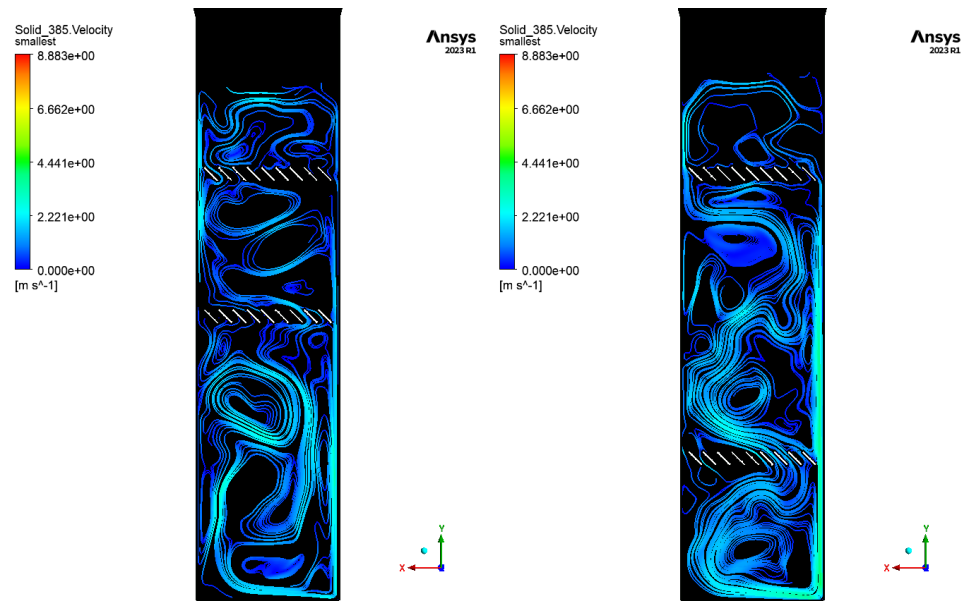 Solid_385.Velocity
smallest
8.883e+00
6.662e+00
4.441e+00
2.221e+00
0.000e+00
[m s^-1]
Ansys
2023 R1
Y
X
Z
Solid_385.Velocity
smallest
8.883e+00
6.662e+00
4.441e+00
2.221e+00
0.000e+00
[m s^-1]
Ansys
2023 R1
Y
X
Z